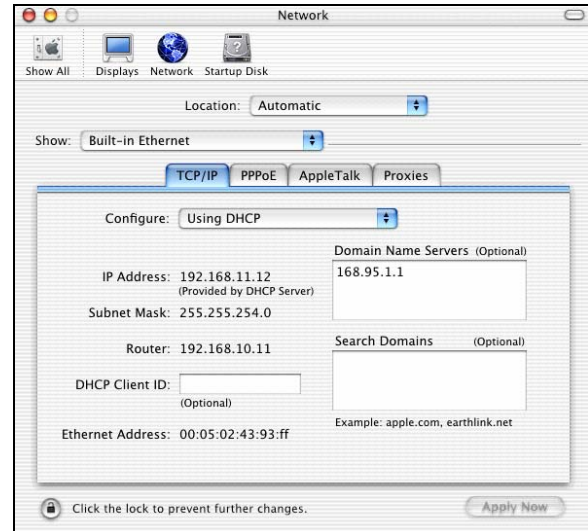 Network
Show All
Displays
Network
Startup Disk
Location: Automatic
Show: Built-in Ethernet
TCP/IP
PPPoE
AppleTalk
Proxies
Configure: Using DHCP
Domain Name Servers (Optional)
168.95.1.1
IP Address: 192.168.11.12
(Provided by DHCP Server)
Subnet Mask: 255.255.254.0
Router: 192.168.10.11
Search Domains (Optional)
DHCP Client ID:
(Optional)
Example: apple.com, earthlink.net
Ethernet Address: 00:05:02:43:93:ff
Click the lock to prevent further changes.
Apply Now